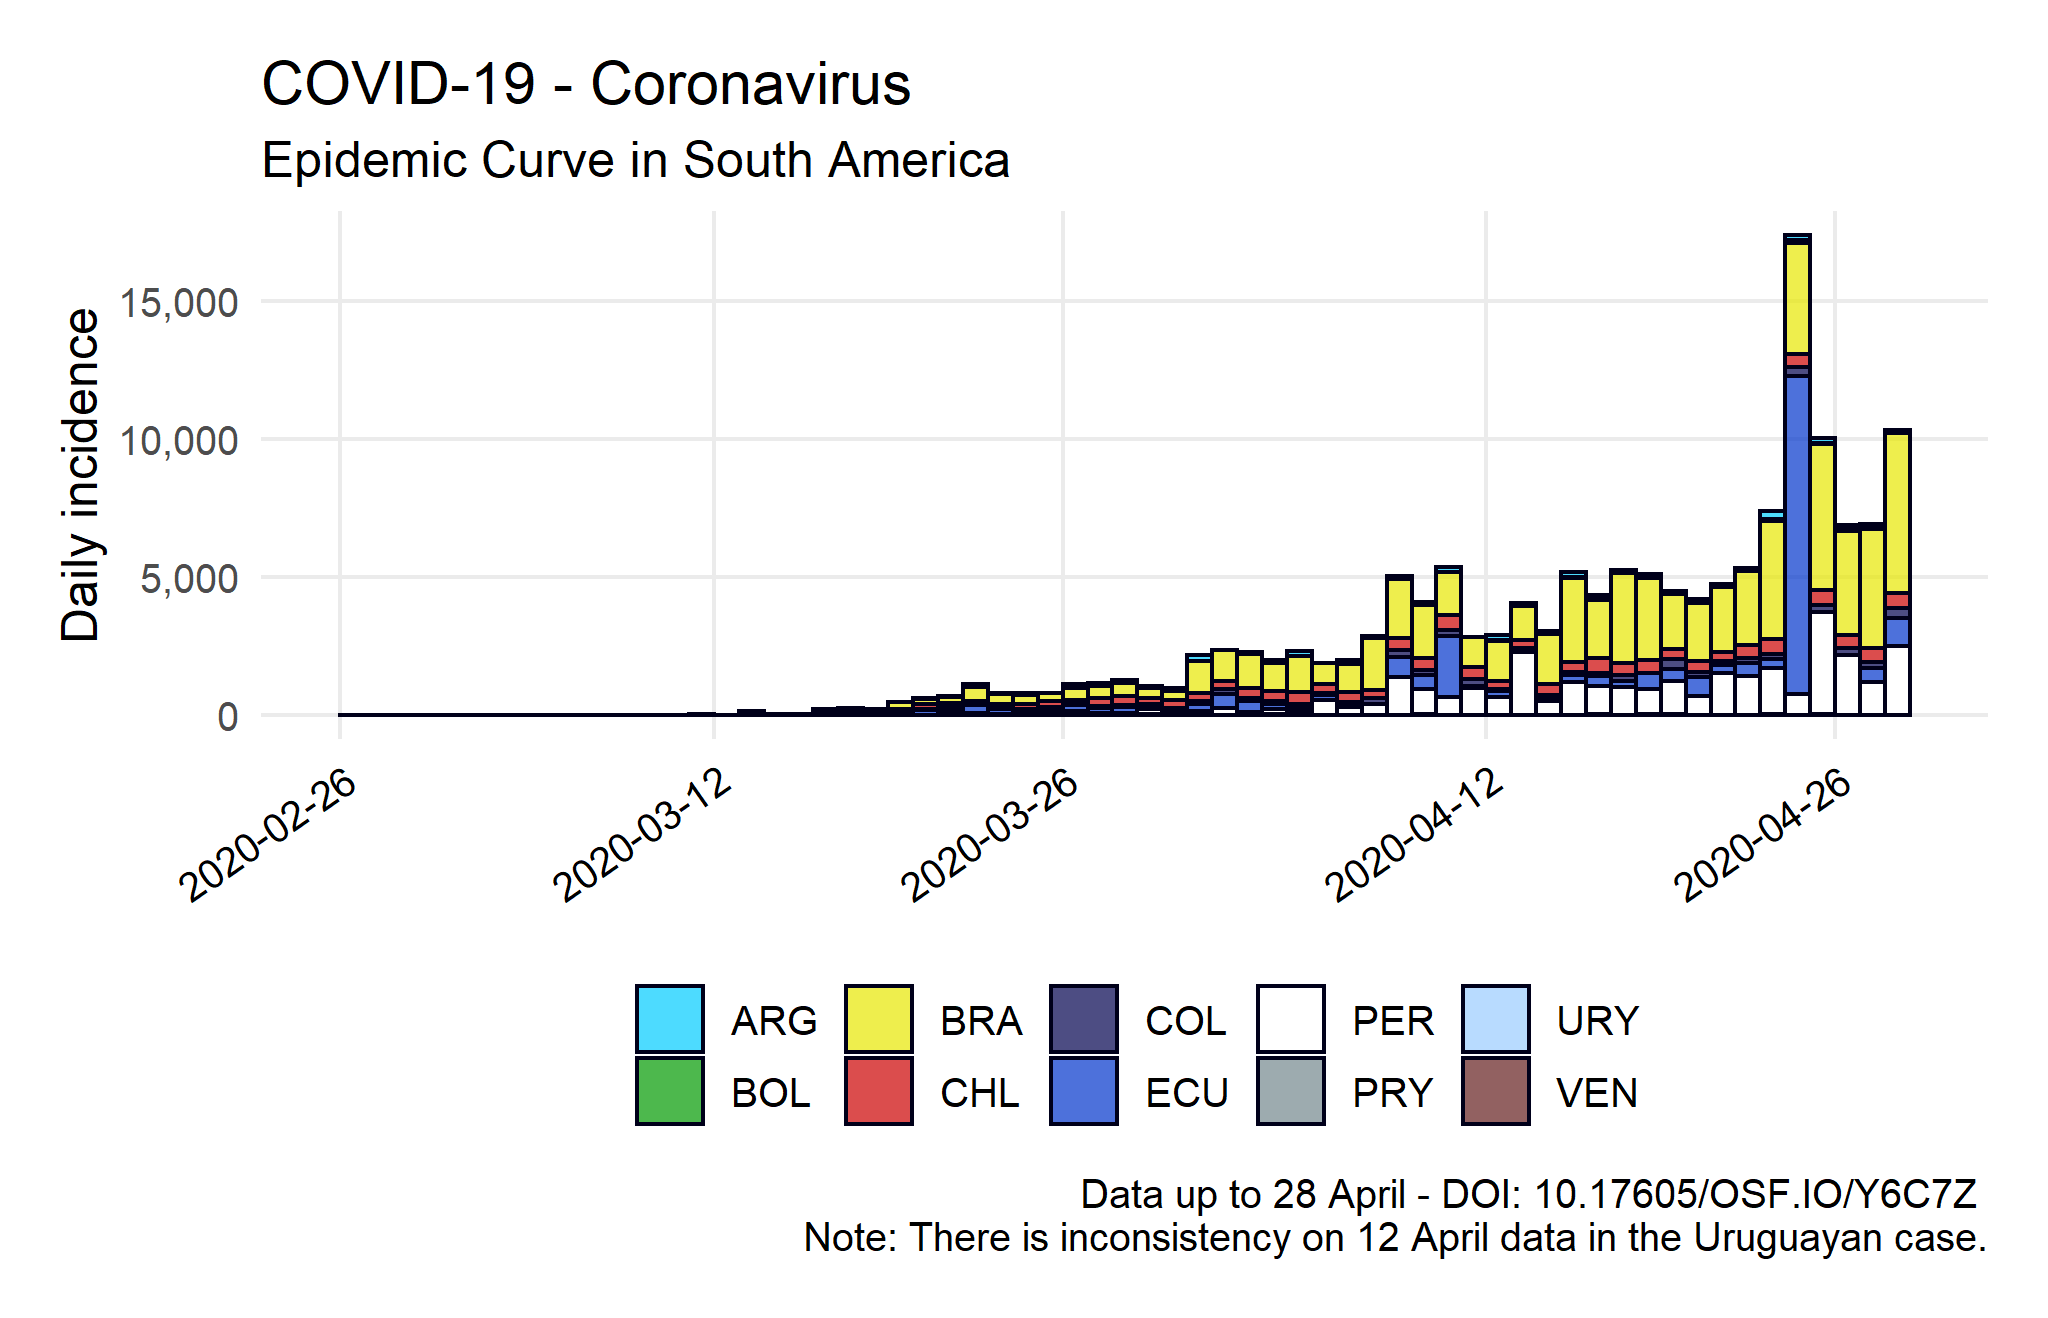 COVID-19 - Coronavirus
Epidemic Curve in South America
Daily incidence
15,000
10,000
5,000
0
2020-02-26
2020-03-12
2020-03-26
2020-04-12
2020-04-26
ARG BRA COL PER URY
BOL CHL ECU PRY VEN
Data up to 28 April - DOI: 10.17605/OSF.IO/Y6C7Z
Note: There is inconsistency on 12 April data in the Uruguayan case.